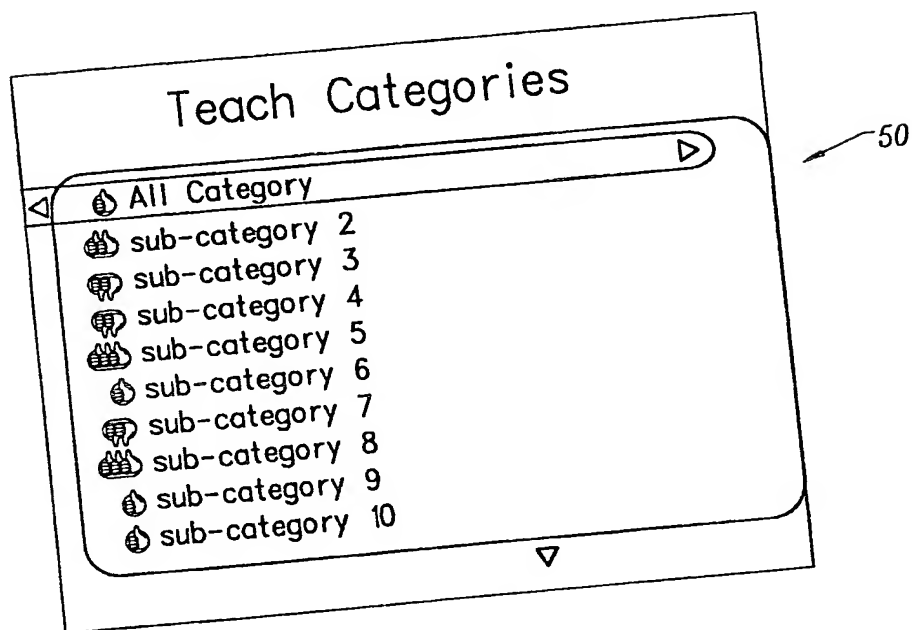 Teach Categories
50
All Category
sub-category 2
sub-category 3
sub-category 4
sub-category 5
sub-category 6
sub-category 7
sub-category 8
sub-category 9
sub-category 10